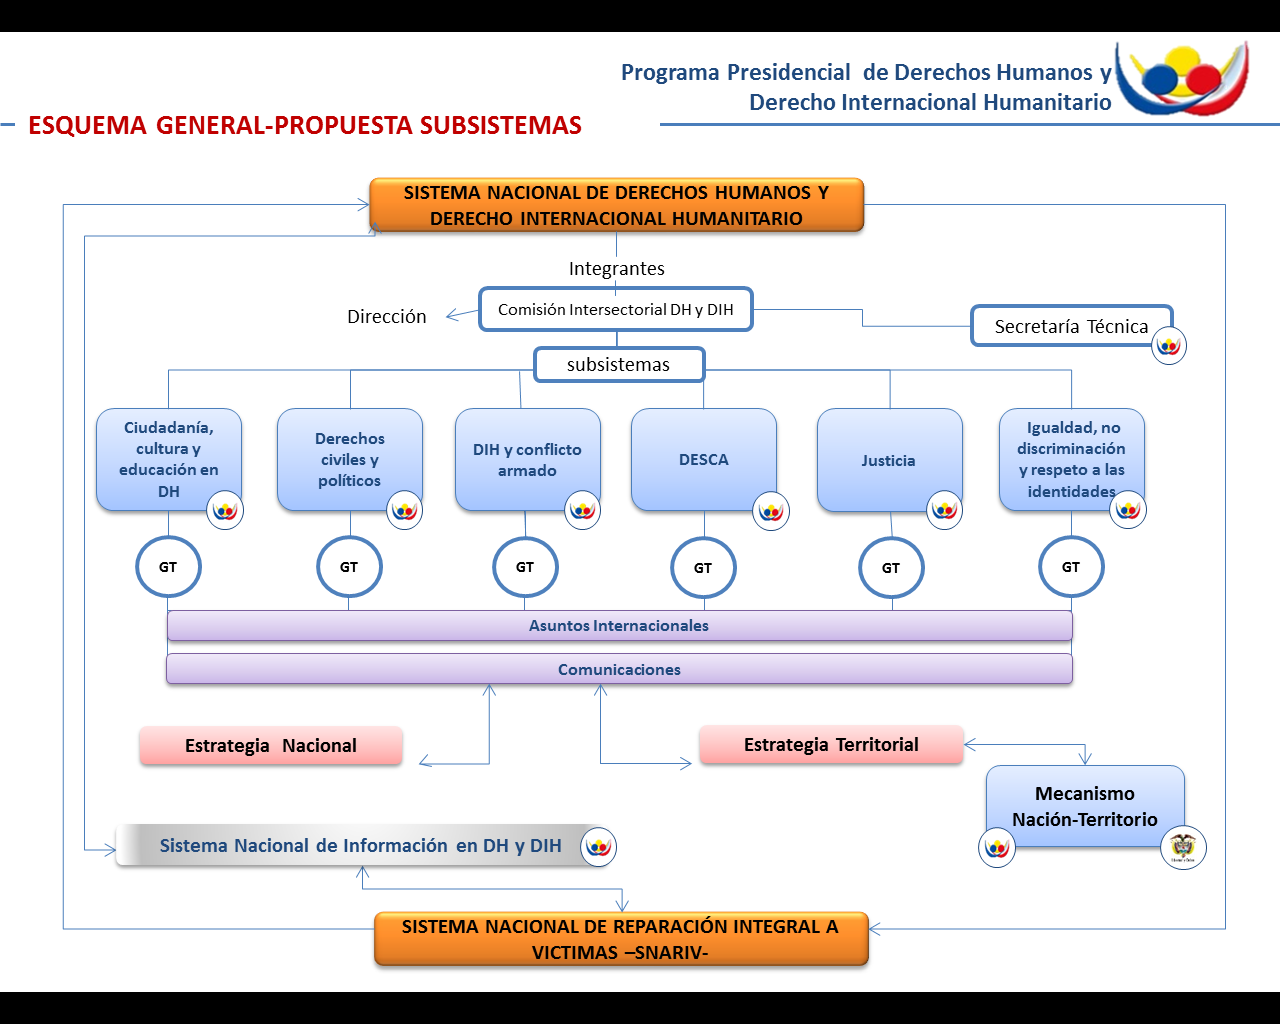 Programa Presidencial de Derechos Humanos y
Derecho Internacional Humanitario
ESQUEMA GENERAL-PROPUESTA SUBSISTEMAS
SISTEMA NACIONAL DE DERECHOS HUMANOS Y
DERECHO INTERNACIONAL HUMANITARIO
Integrantes
Dirección
Comisión Intersectorial DH y DIH
Secretaría Técnica
subsistemas
Ciudadanía,
cultura y
educación en
DH
Derechos
civiles y
políticos
DIH y conflicto
armado
DESCA
Justicia
Igualdad, no
discriminación
y respeto a las
identidades
GT
GT
GT
GT
GT
GT
Asuntos Internacionales
Comunicaciones
Estrategia Nacional
Estrategia Territorial
Mecanismo
Nación-Territorio
Sistema Nacional de Información en DH y DIH
SISTEMA NACIONAL DE REPARACIÓN INTEGRAL A
VICTIMAS –SNARIV-